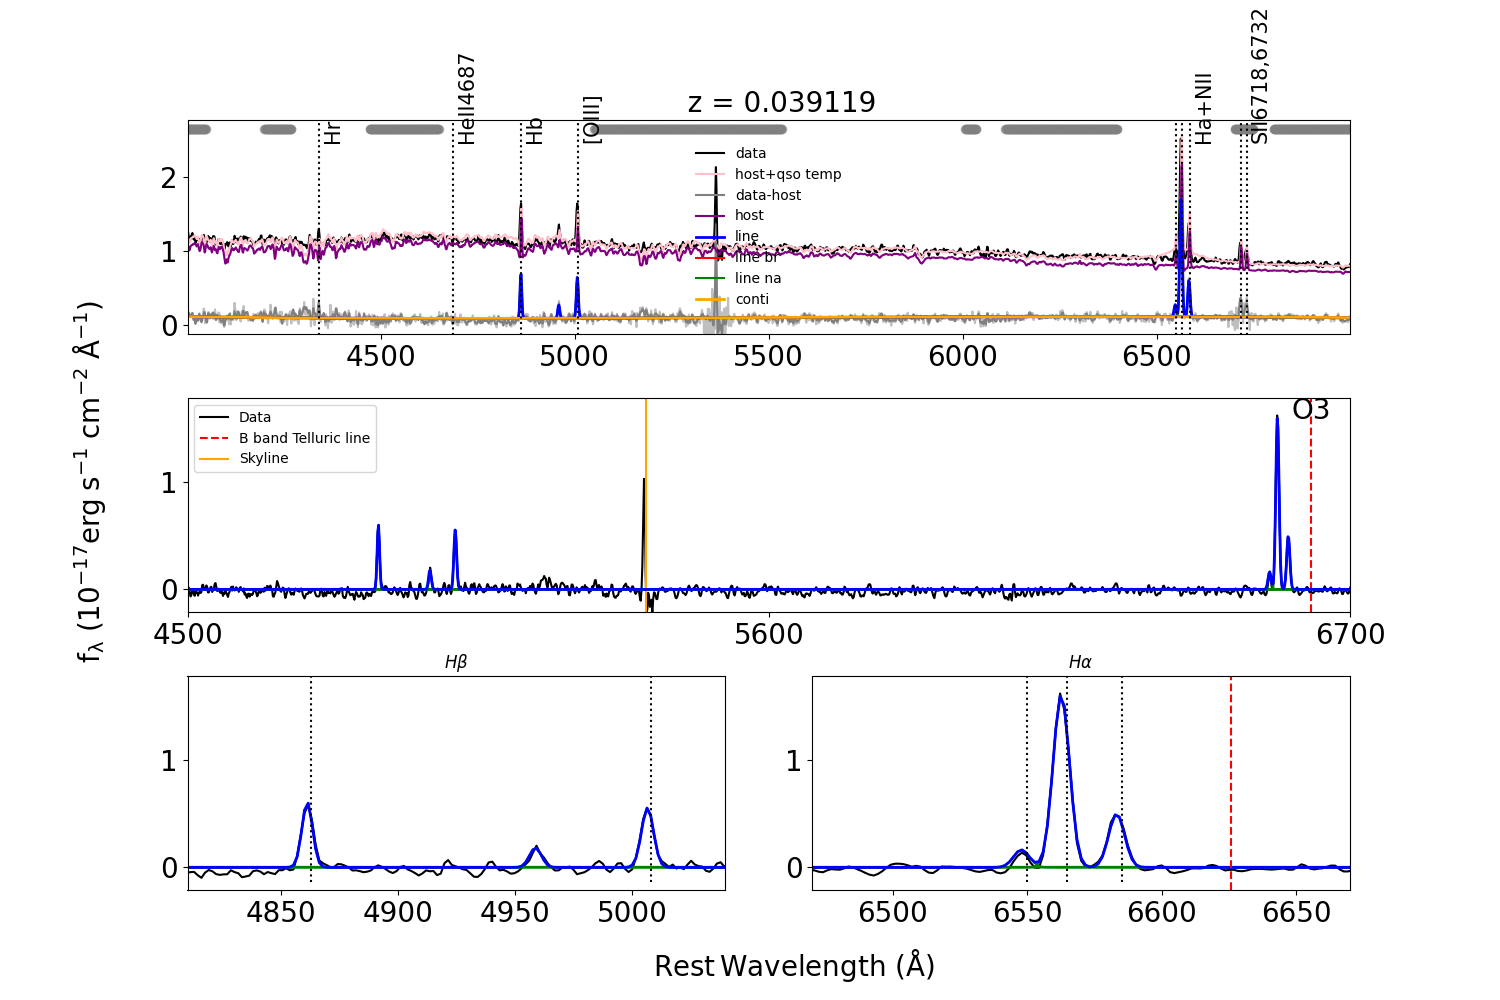 z = 0.039119
Hr
HeII4687
Hb
[OIII]
Ha+NII
SII6718,6732
data
host+qso temp
data-host
host
line
line br
line na
conti
2
1
0
4500
5000
5500
6000
6500
Data
B band Telluric line
Skyline
O3
1
0
4500
5600
6700
fλ (10−17erg s−1 cm−2 Å−1)
Hβ
1
0
4850
4900
4950
5000
Hα
1
0
6500
6550
6600
6650
Rest Wavelength (Å)